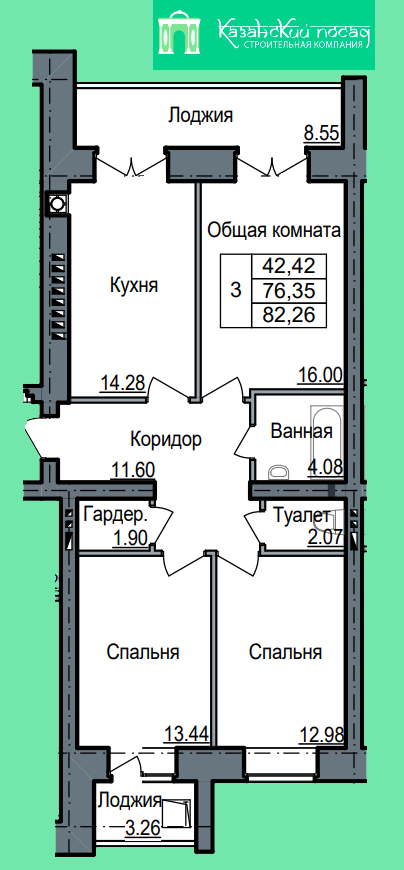 Казанский посад
СТРОИТЕЛЬНАЯ КОМПАНИЯ
Лоджия
8.55
Общая комната
42,42
3
76,35
82,26
Кухня
14.28
16.00
Коридор
11.60
Ванная
4.08
Гардер.
1.90
Туалет
2.07
Спальня
13.44
Спальня
12.98
Лоджия
3.26